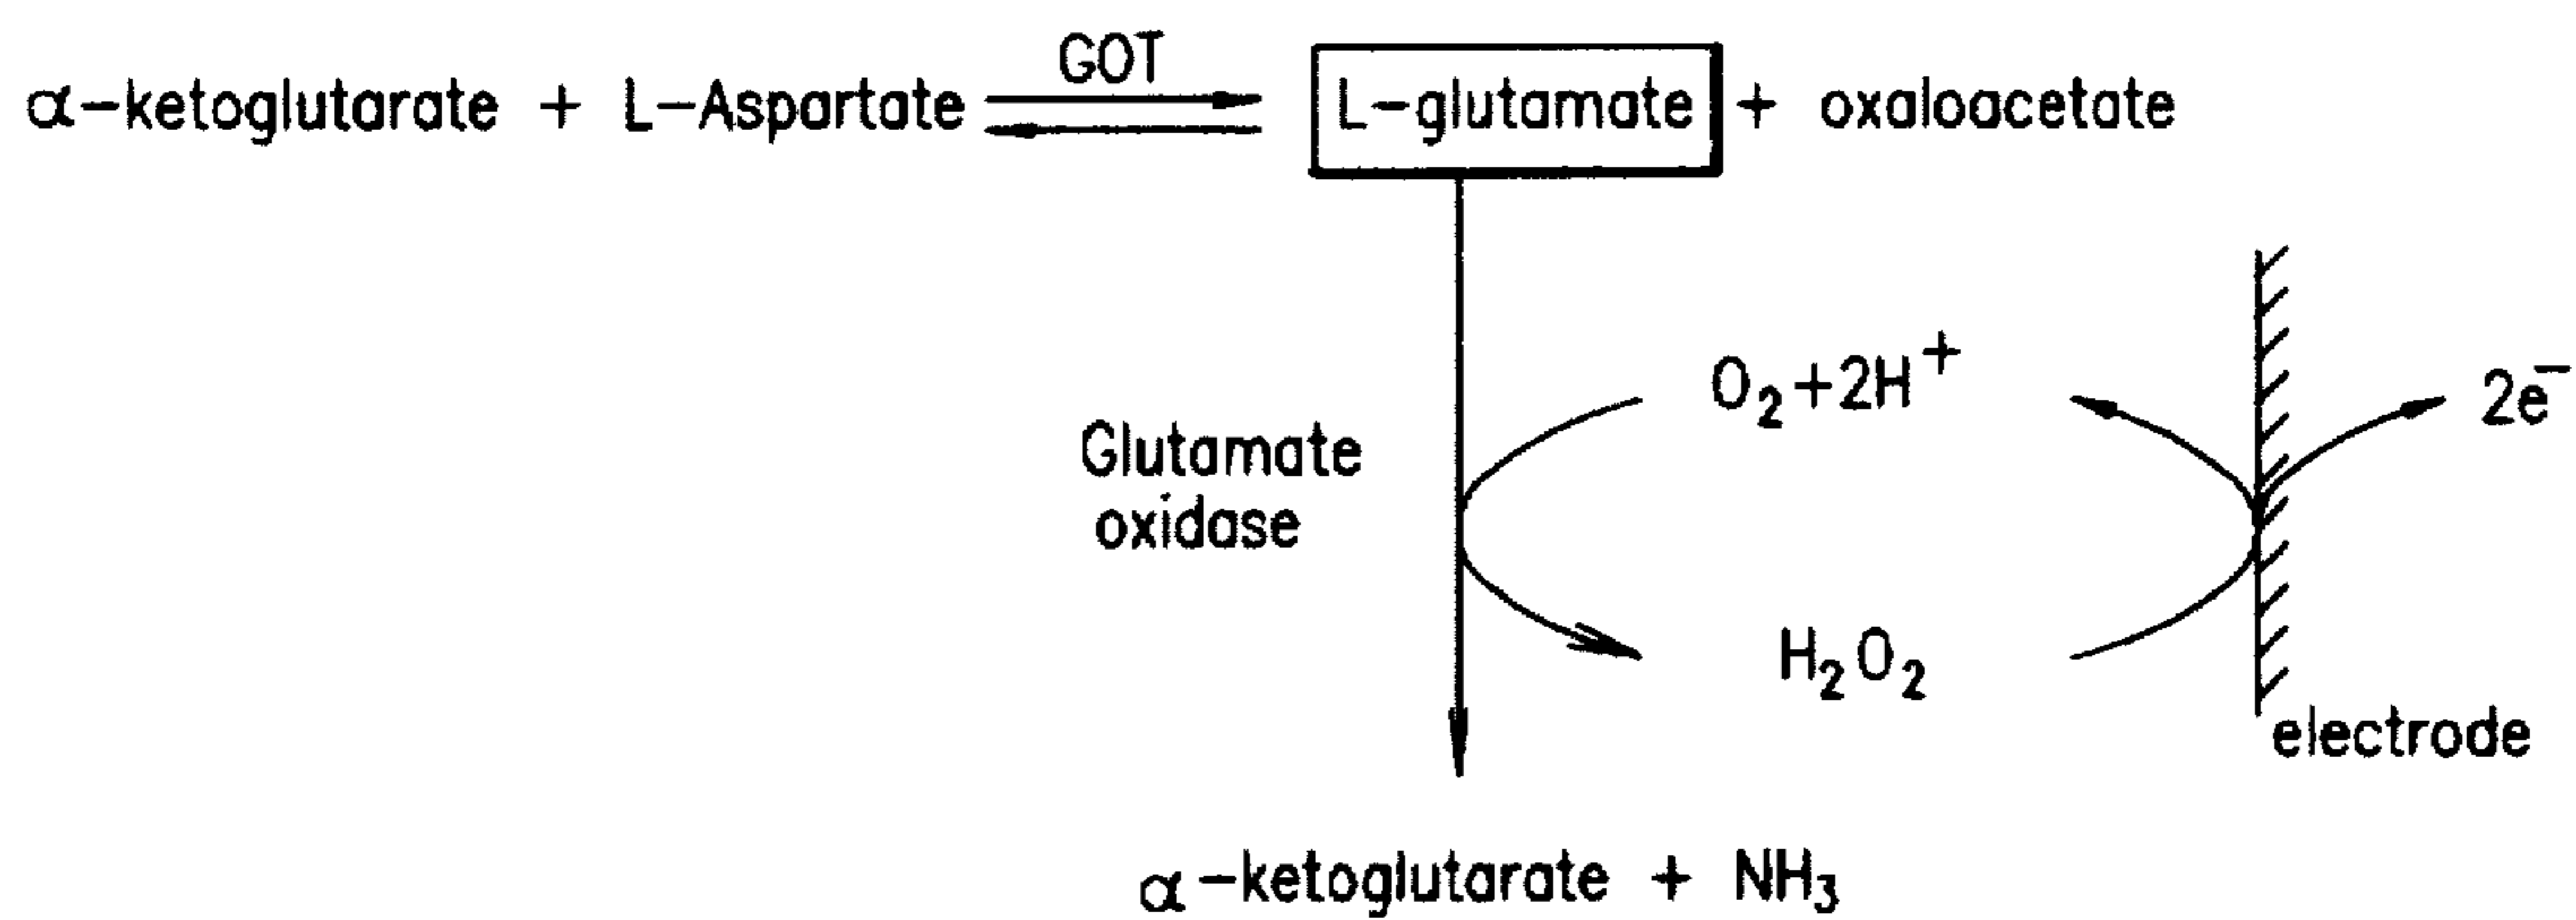 GOT
α-ketoglutarate + L-Aspartate L-glutamate + oxaloacetate
O₂+2H⁺ 2e⁻
Glutamate
oxidase
H₂O₂
electrode
α-ketoglutarate + NH₃